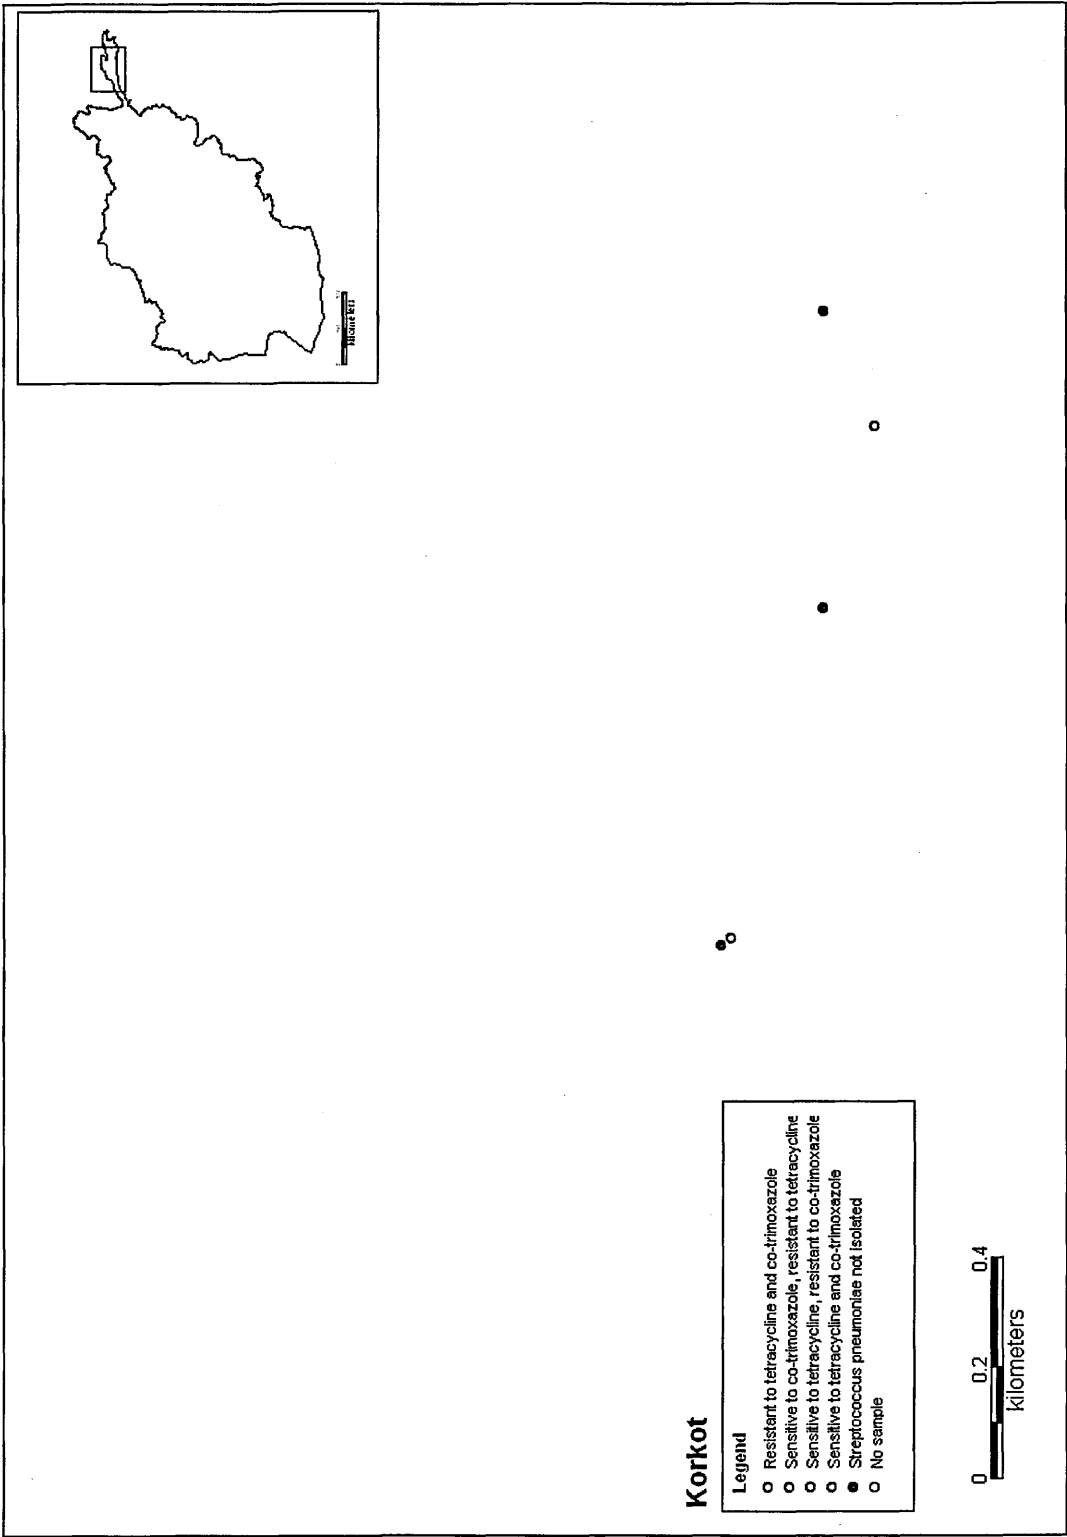 Korkot
Legend
Resistant to tetracycline and co-trimoxazole
Sensitive to co-trimoxazole, resistant to tetracycline
Sensitive to tetracycline, resistant to co-trimoxazole
Sensitive to tetracycline and co-trimoxazole
Streptococcus pneumoniae not isolated
No sample
0 0.2 0.4
kilometers
kilometers